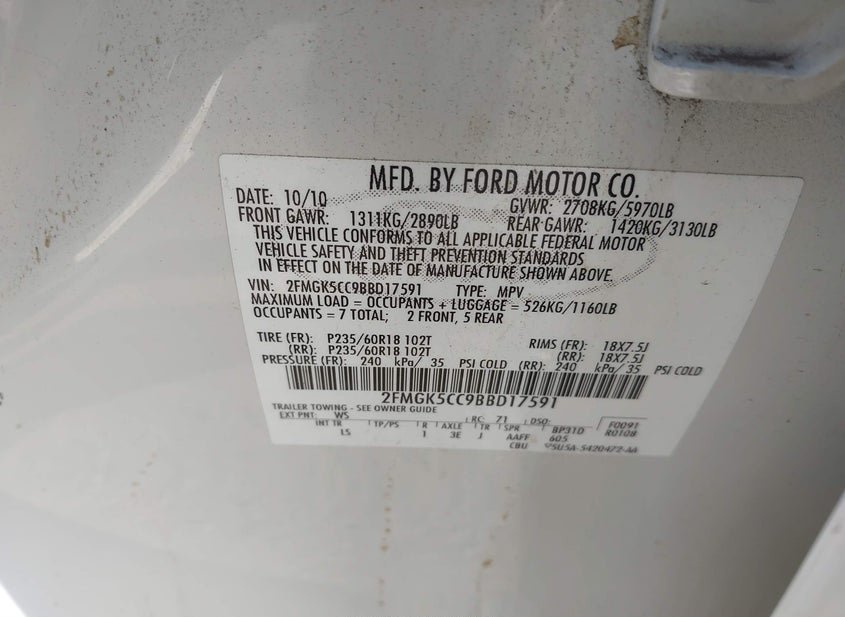 MFD. BY FORD MOTOR CO.
DATE: 10/10 GVWR: 2708KG/5970LB
FRONT GAWR: 1311KG/2890LB REAR GAWR: 1420KG/3130LB
THIS VEHICLE CONFORMS TO ALL APPLICABLE FEDERAL MOTOR
VEHICLE SAFETY AND THEFT PREVENTION STANDARDS
IN EFFECT ON THE DATE OF MANUFACTURE SHOWN ABOVE.
VIN: 2FMGK5CC9BBD17591 TYPE: MPV
MAXIMUM LOAD = OCCUPANTS + LUGGAGE = 526KG/1160LB
OCCUPANTS = 7 TOTAL; 2 FRONT, 5 REAR
TIRE (FR): P235/60R18 102T RIMS (FR): 18X7.5J
(RR): P235/60R18 102T (RR): 18X7.5J
PRESSURE (FR): 240 kPa/ 35 PSI COLD (RR): 240 kPa/ 35 PSI COLD
2FMGK5CC9BBD17591
TRAILER TOWING - SEE OWNER GUIDE
EXT PNT: WS RC: 71 DSO: F0091
INT TR TP/PS R AXLE TR SPR BP31D R0108
LS 1 3E J AAFF 605
CBU 5U5A-5420472-AA